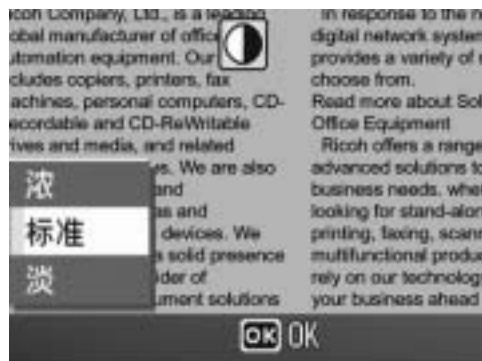 icoh Company, Ltd., is a leading
obal manufacturer of office
utomation equipment. Our
cludes copiers, printers, fax
achines, personal computers, CD-
ecordable and CD-ReWritable
rives and media, and related
es. We are also
and
as and
devices. We
s solid presence
ider of
ument solutions
In response to the n
digital network system
provides a variety of
choose from.
Read more about Sol
Office Equipment
Ricoh offers a range
advanced solutions to
business needs. whe
looking for stand-alon
printing, faxing, scann
multifunctional produc
rely on our technolog
your business ahead
浓
标准
淡
OK OK